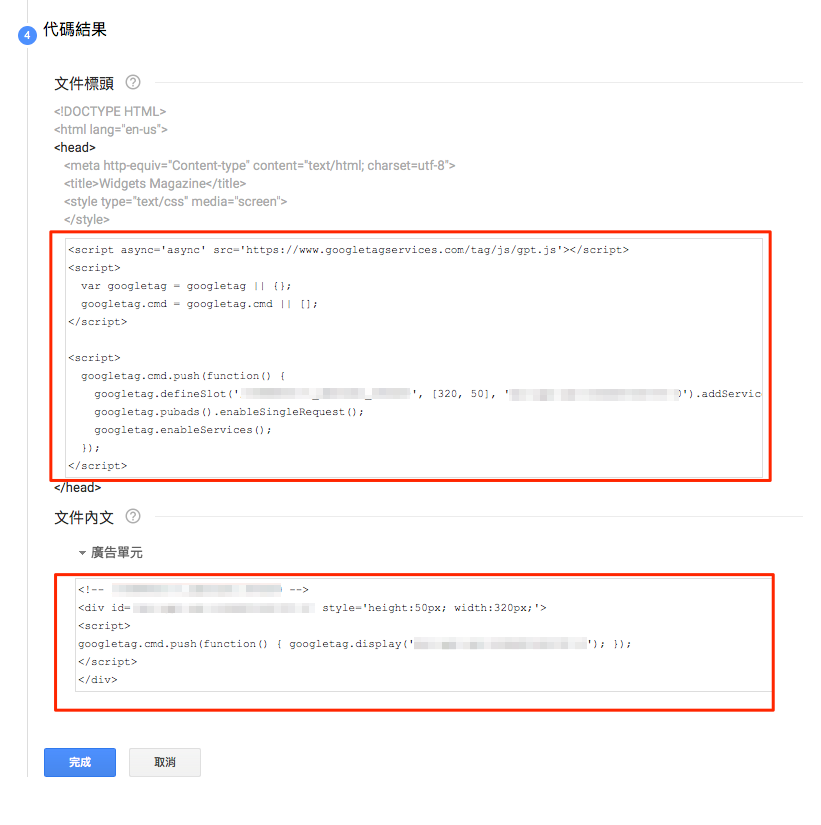 4 代碼結果
文件標頭 ?
<!DOCTYPE HTML>
<html lang="en-us">
<head>
<meta http-equiv="Content-type" content="text/html; charset=utf-8">
<title>Widgets Magazine</title>
<style type="text/css" media="screen">
</style>
<script async='async' src='https://www.googletagservices.com/tag/js/gpt.js'></script>
<script>
var googletag = googletag || {};
googletag.cmd = googletag.cmd || [];
</script>
<script>
googletag.cmd.push(function() {
googletag.defineSlot(' ', [320, 50], ' ').addServic
googletag.pubads().enableSingleRequest();
googletag.enableServices();
});
</script>
</head>
文件內文 ?
廣告單元
<!-- -->
<div id= style='height:50px; width:320px;'>
<script>
googletag.cmd.push(function() { googletag.display(' '); });
</script>
</div>
完成 取消